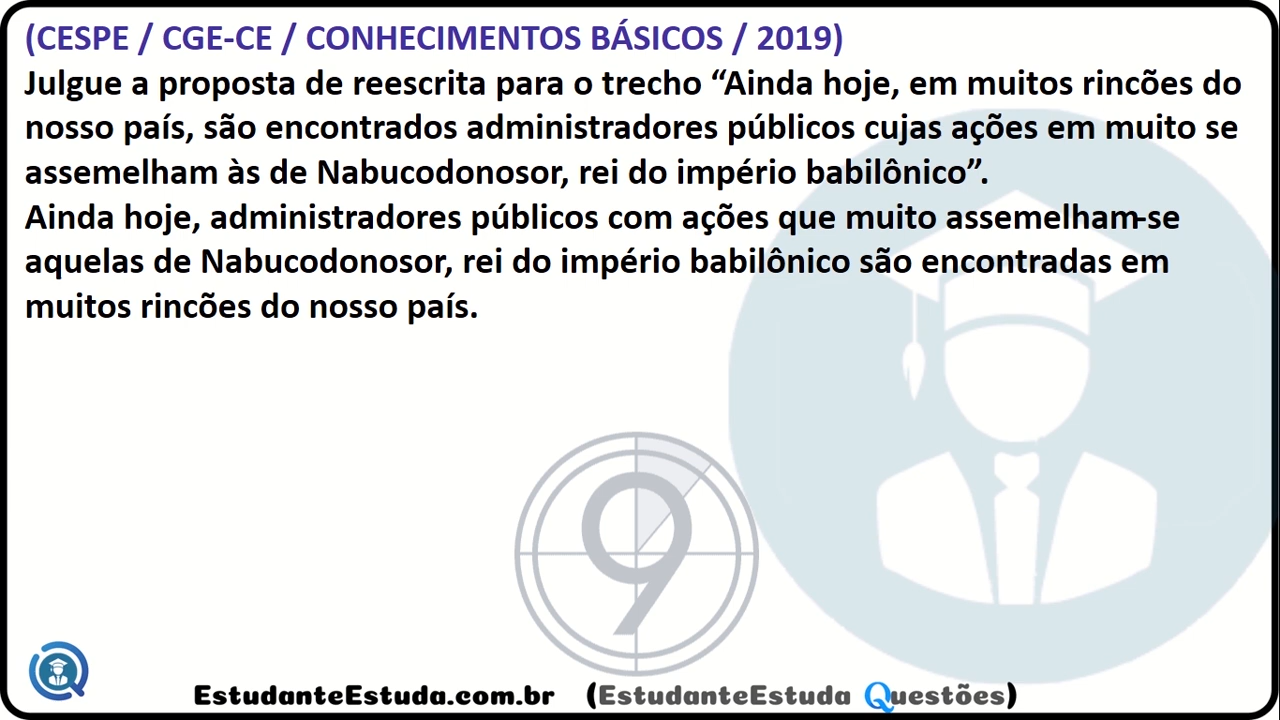 (CESPE / CGE-CE / CONHECIMENTOS BÁSICOS / 2019)
Julgue a proposta de reescrita para o trecho “Ainda hoje, em muitos rincões do
nosso país, são encontrados administradores públicos cujas ações em muito se
assemelham às de Nabucodonosor, rei do império babilônico”.
Ainda hoje, administradores públicos com ações que muito assemelham-se
aquelas de Nabucodonosor, rei do império babilônico são encontradas em
muitos rincões do nosso país.
9
EstudanteEstuda.com.br (EstudanteEstuda Questões)